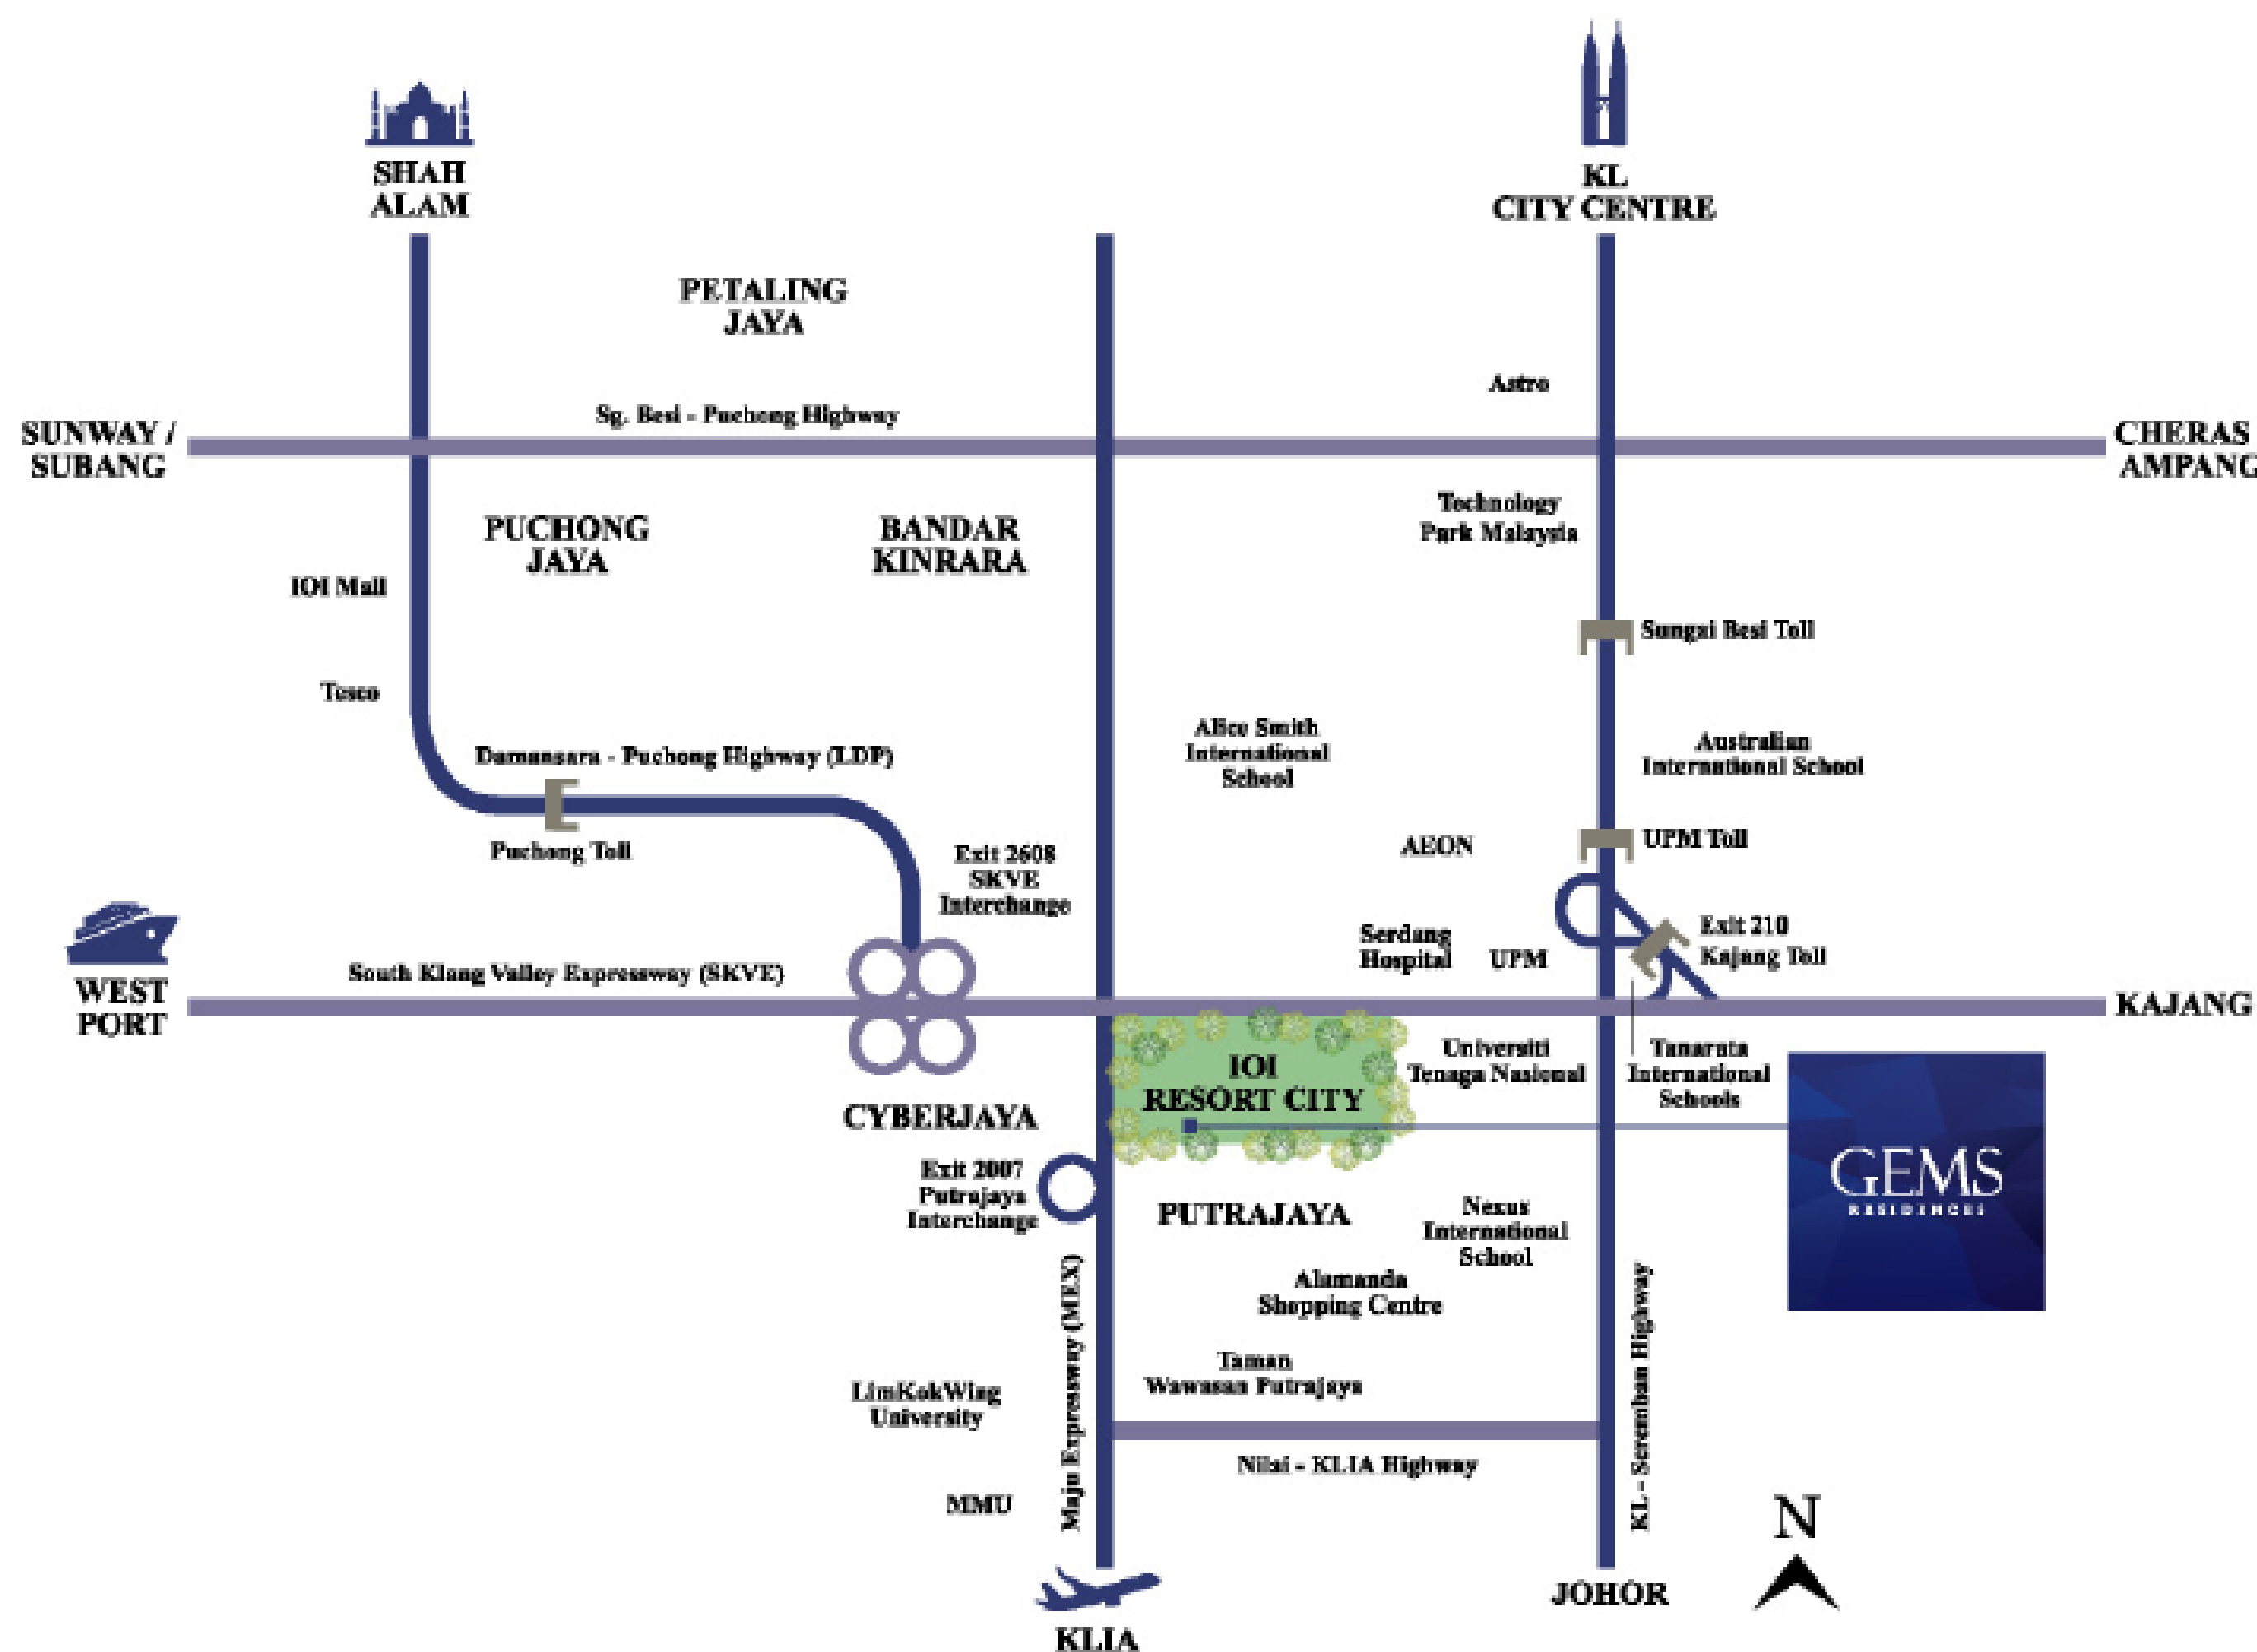 SHAH
ALAM
KL
CITY CENTRE
PETALING
JAYA
Astro
Sg. Besi - Puchong Highway
SUNWAY /
SUBANG
CHERAS
AMPANG
Technology
Park Malaysia
PUCHONG
JAYA
BANDAR
KINRARA
IOI Mall
Sungai Besi Toll
Tesco
Alice Smith
International
School
Australian
International School
Damansara - Puchong Highway (LDP)
Puchong Toll
Exit 2608
SKVE
Interchange
AEON
UPM Toll
Serdang
Hospital
UPM
Exit 210
Kajang Toll
South Klang Valley Expressway (SKVE)
WEST
PORT
KAJANG
IOI
RESORT CITY
Universiti
Tenaga Nasional
Tanarata
International
Schools
CYBERJAYA
Exit 2007
Putrajaya
Interchange
PUTRAJAYA
Nexus
International
School
GEMS
RESIDENCES
Alamanda
Shopping Centre
Taman
Wawasan Putrajaya
LimKokWing
University
Maju Expressway (MEX)
KL - Seremban Highway
Nilai - KLIA Highway
MMU
N
KLIA
JOHOR